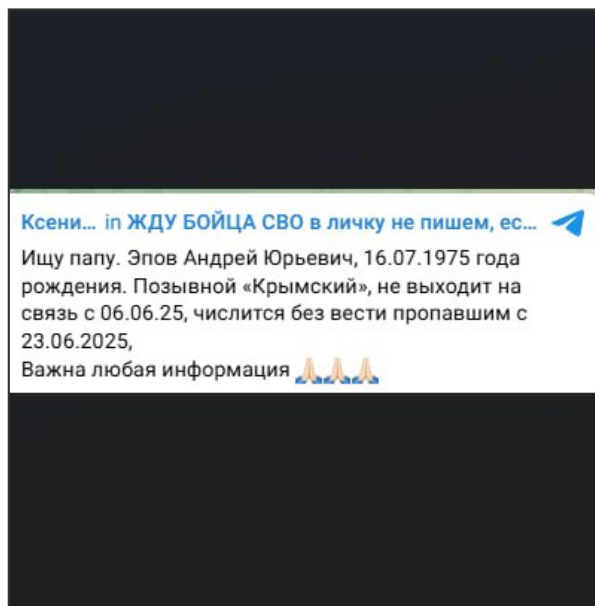 Ксени... in ЖДУ БОЙЦА СВО в личку не пишем, ес...
Ищу папу. Эпов Андрей Юрьевич, 16.07.1975 года
рождения. Позывной «Крымский», не выходит на
связь с 06.06.25, числится без вести пропавшим с
23.06.2025,
Важна любая информация 🙏🏻🙏🏻🙏🏻